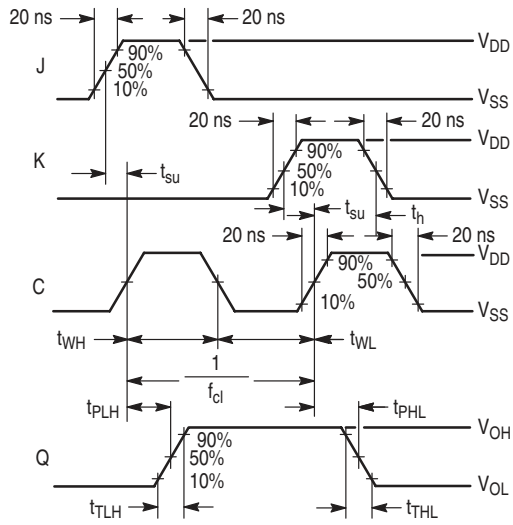 20 ns 20 ns
V_DD
J 90%
50%
10%
V_SS
20 ns 20 ns
V_DD
K 90%
50%
t_su 10%
V_SS
t_su t_h
20 ns 20 ns
V_DD
C 90% 50%
10%
V_SS
t_WH t_WL
1
f_cl
t_PLH t_PHL
V_OH
90%
Q 50%
10%
V_OL
t_TLH t_THL